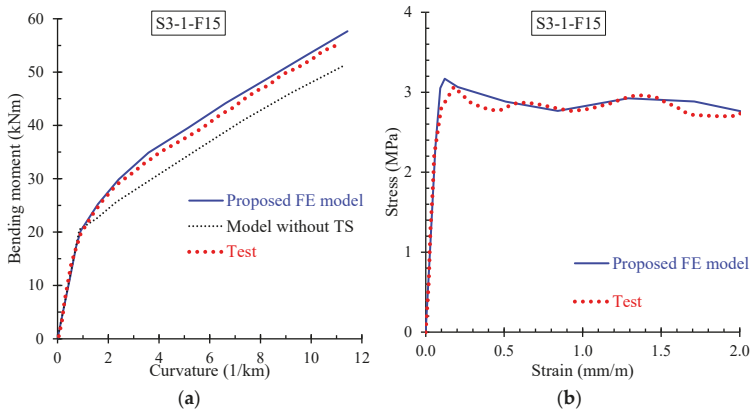 S3-1-F15
Bending moment (kNm)
60
50
40
30
20
10
0
Proposed FE model
Model without TS
Test
0 2 4 6 8 10 12
Curvature (1/km)
(a)
S3-1-F15
Stress (MPa)
4
3
2
1
0
Proposed FE model
Test
0.0 0.5 1.0 1.5 2.0
Strain (mm/m)
(b)